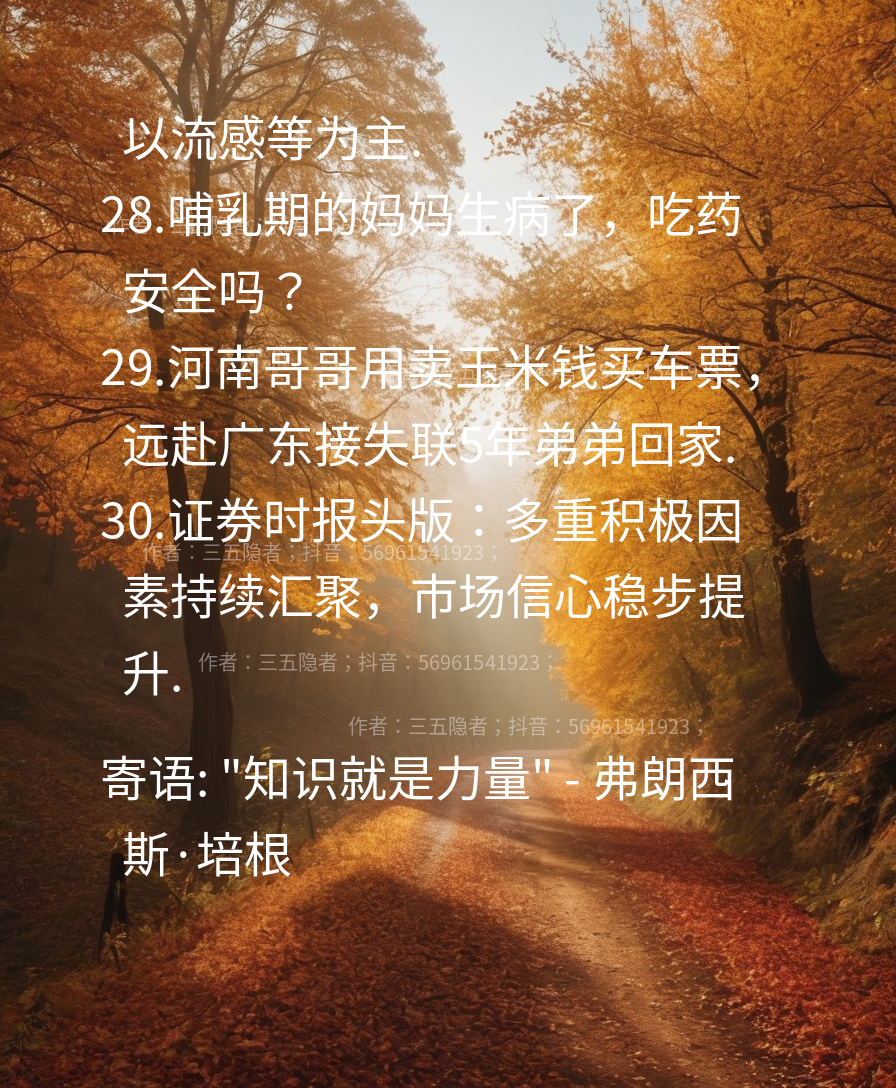 以流感等为主.
28.哺乳期的妈妈生病了，吃药
安全吗？
29.河南哥哥用卖玉米钱买车票，
远赴广东接失联5年弟弟回家.
30.证券时报头版：多重积极因
作者：三五隐者；抖音：56961541923；
素持续汇聚，市场信心稳步提
作者：三五隐者；抖音：56961541923；
升.
作者：三五隐者；抖音：56961541923；
寄语: "知识就是力量" - 弗朗西
斯·培根